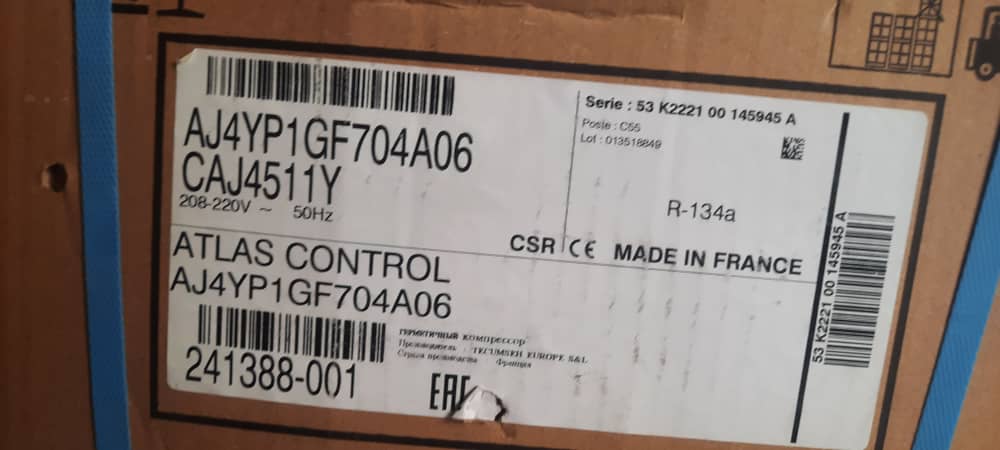 AJ4YP1GF704A06
CAJ4511Y
208-220V ~ 50Hz
Serie : 53 K2221 00 145945 A
Poste : C55
Lot : 013518849
R-134a
CSR CE MADE IN FRANCE
ATLAS CONTROL
AJ4YP1GF704A06
241388-001
герметичный компрессор
Производитель : TECUMSEH EUROPE S&L
Страна производства : Франция
EAC
53 K2221 00 145945 A